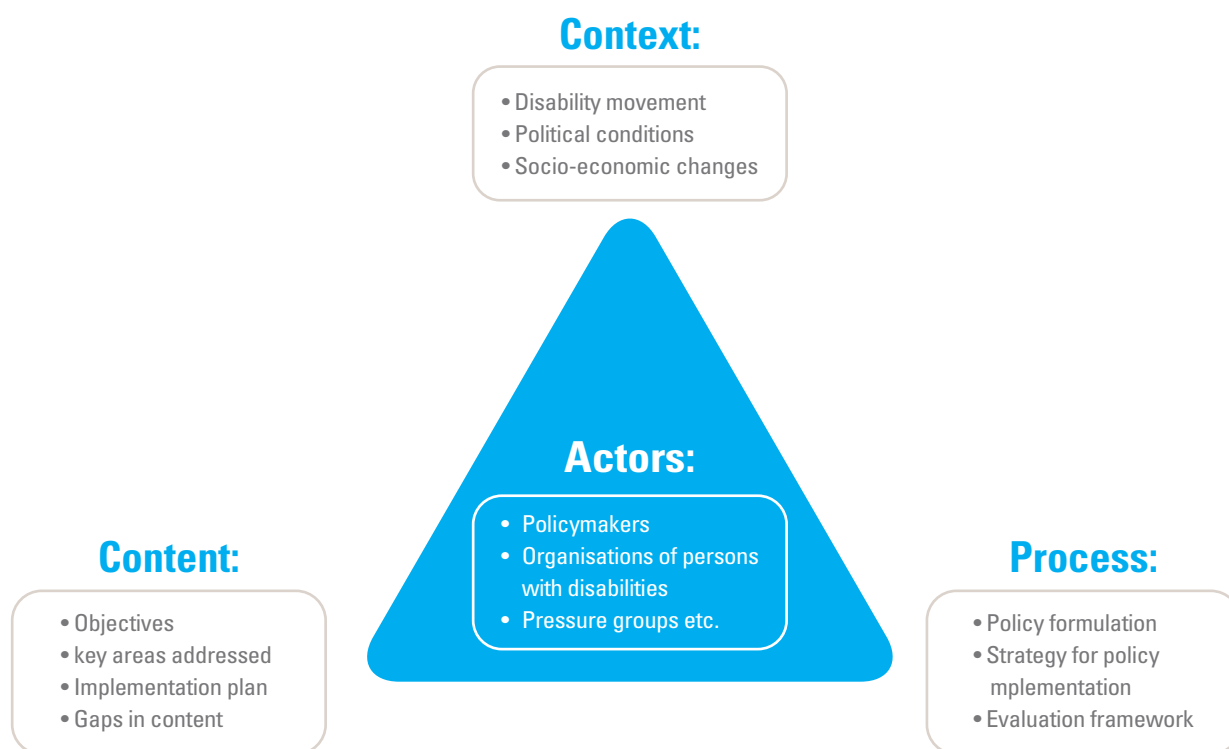 Context:
• Disability movement
• Political conditions
• Socio-economic changes
Actors:
• Policymakers
• Organisations of persons
with disabilities
• Pressure groups etc.
Content:
• Objectives
• key areas addressed
• Implementation plan
• Gaps in content
Process:
• Policy formulation
• Strategy for policy
mplementation
• Evaluation framework